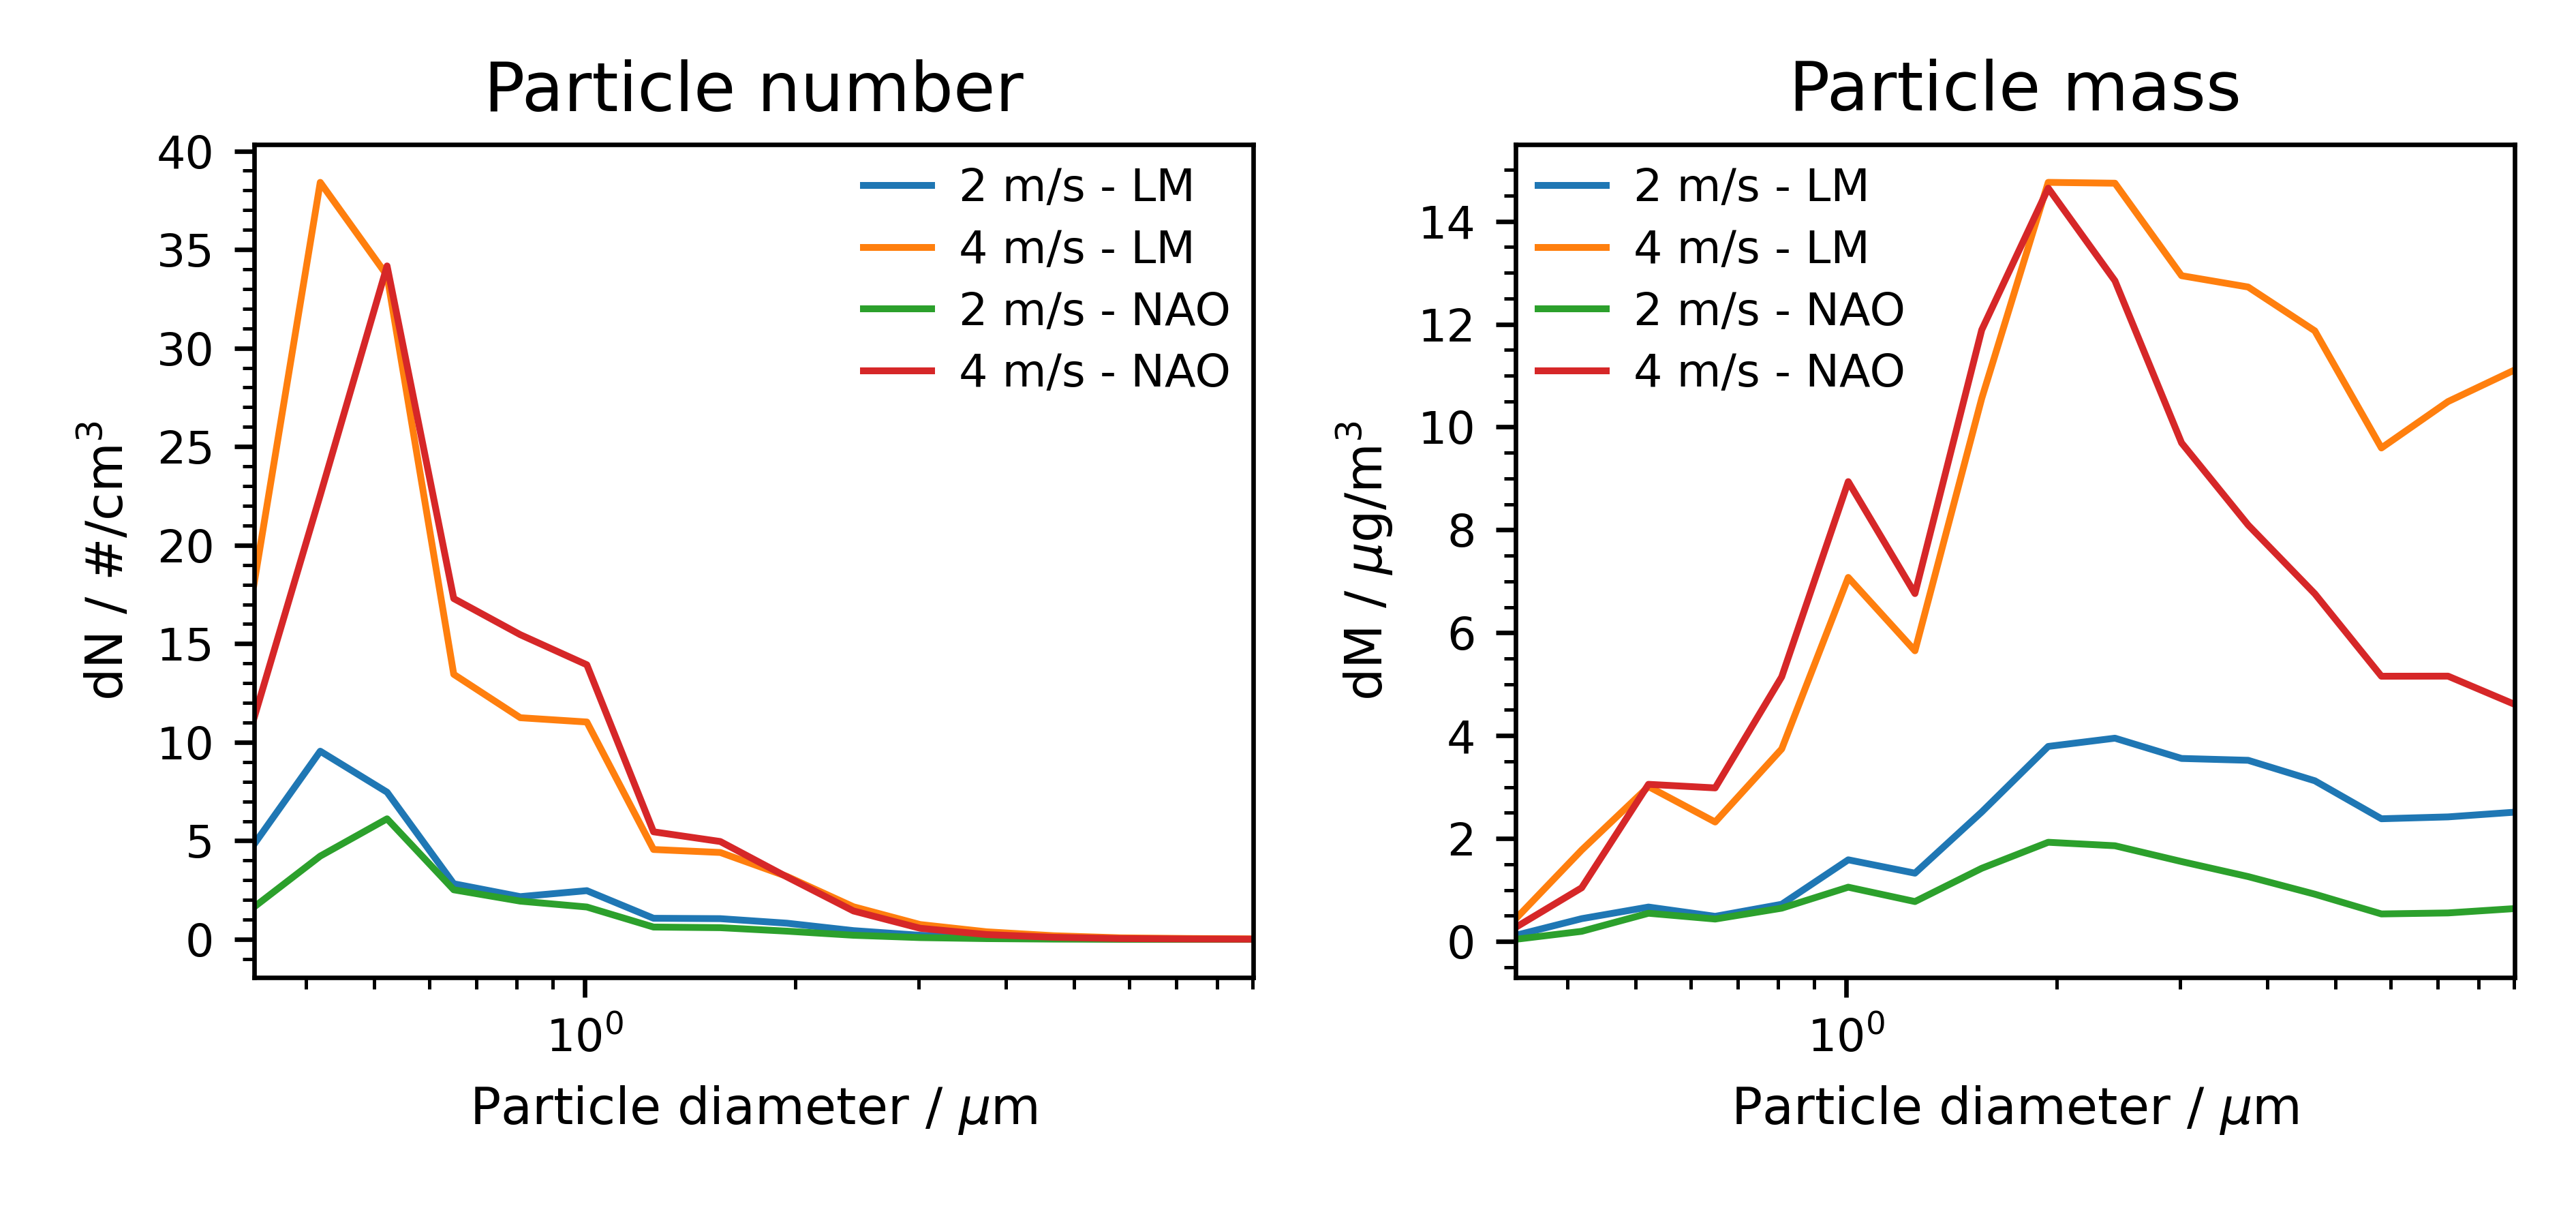 Particle number
40
35
30
25
20
15
10
5
0
dN / #/cm³
2 m/s - LM
4 m/s - LM
2 m/s - NAO
4 m/s - NAO
10⁰
Particle diameter / μm
Particle mass
14
12
10
8
6
4
2
0
dM / μg/m³
2 m/s - LM
4 m/s - LM
2 m/s - NAO
4 m/s - NAO
10⁰
Particle diameter / μm